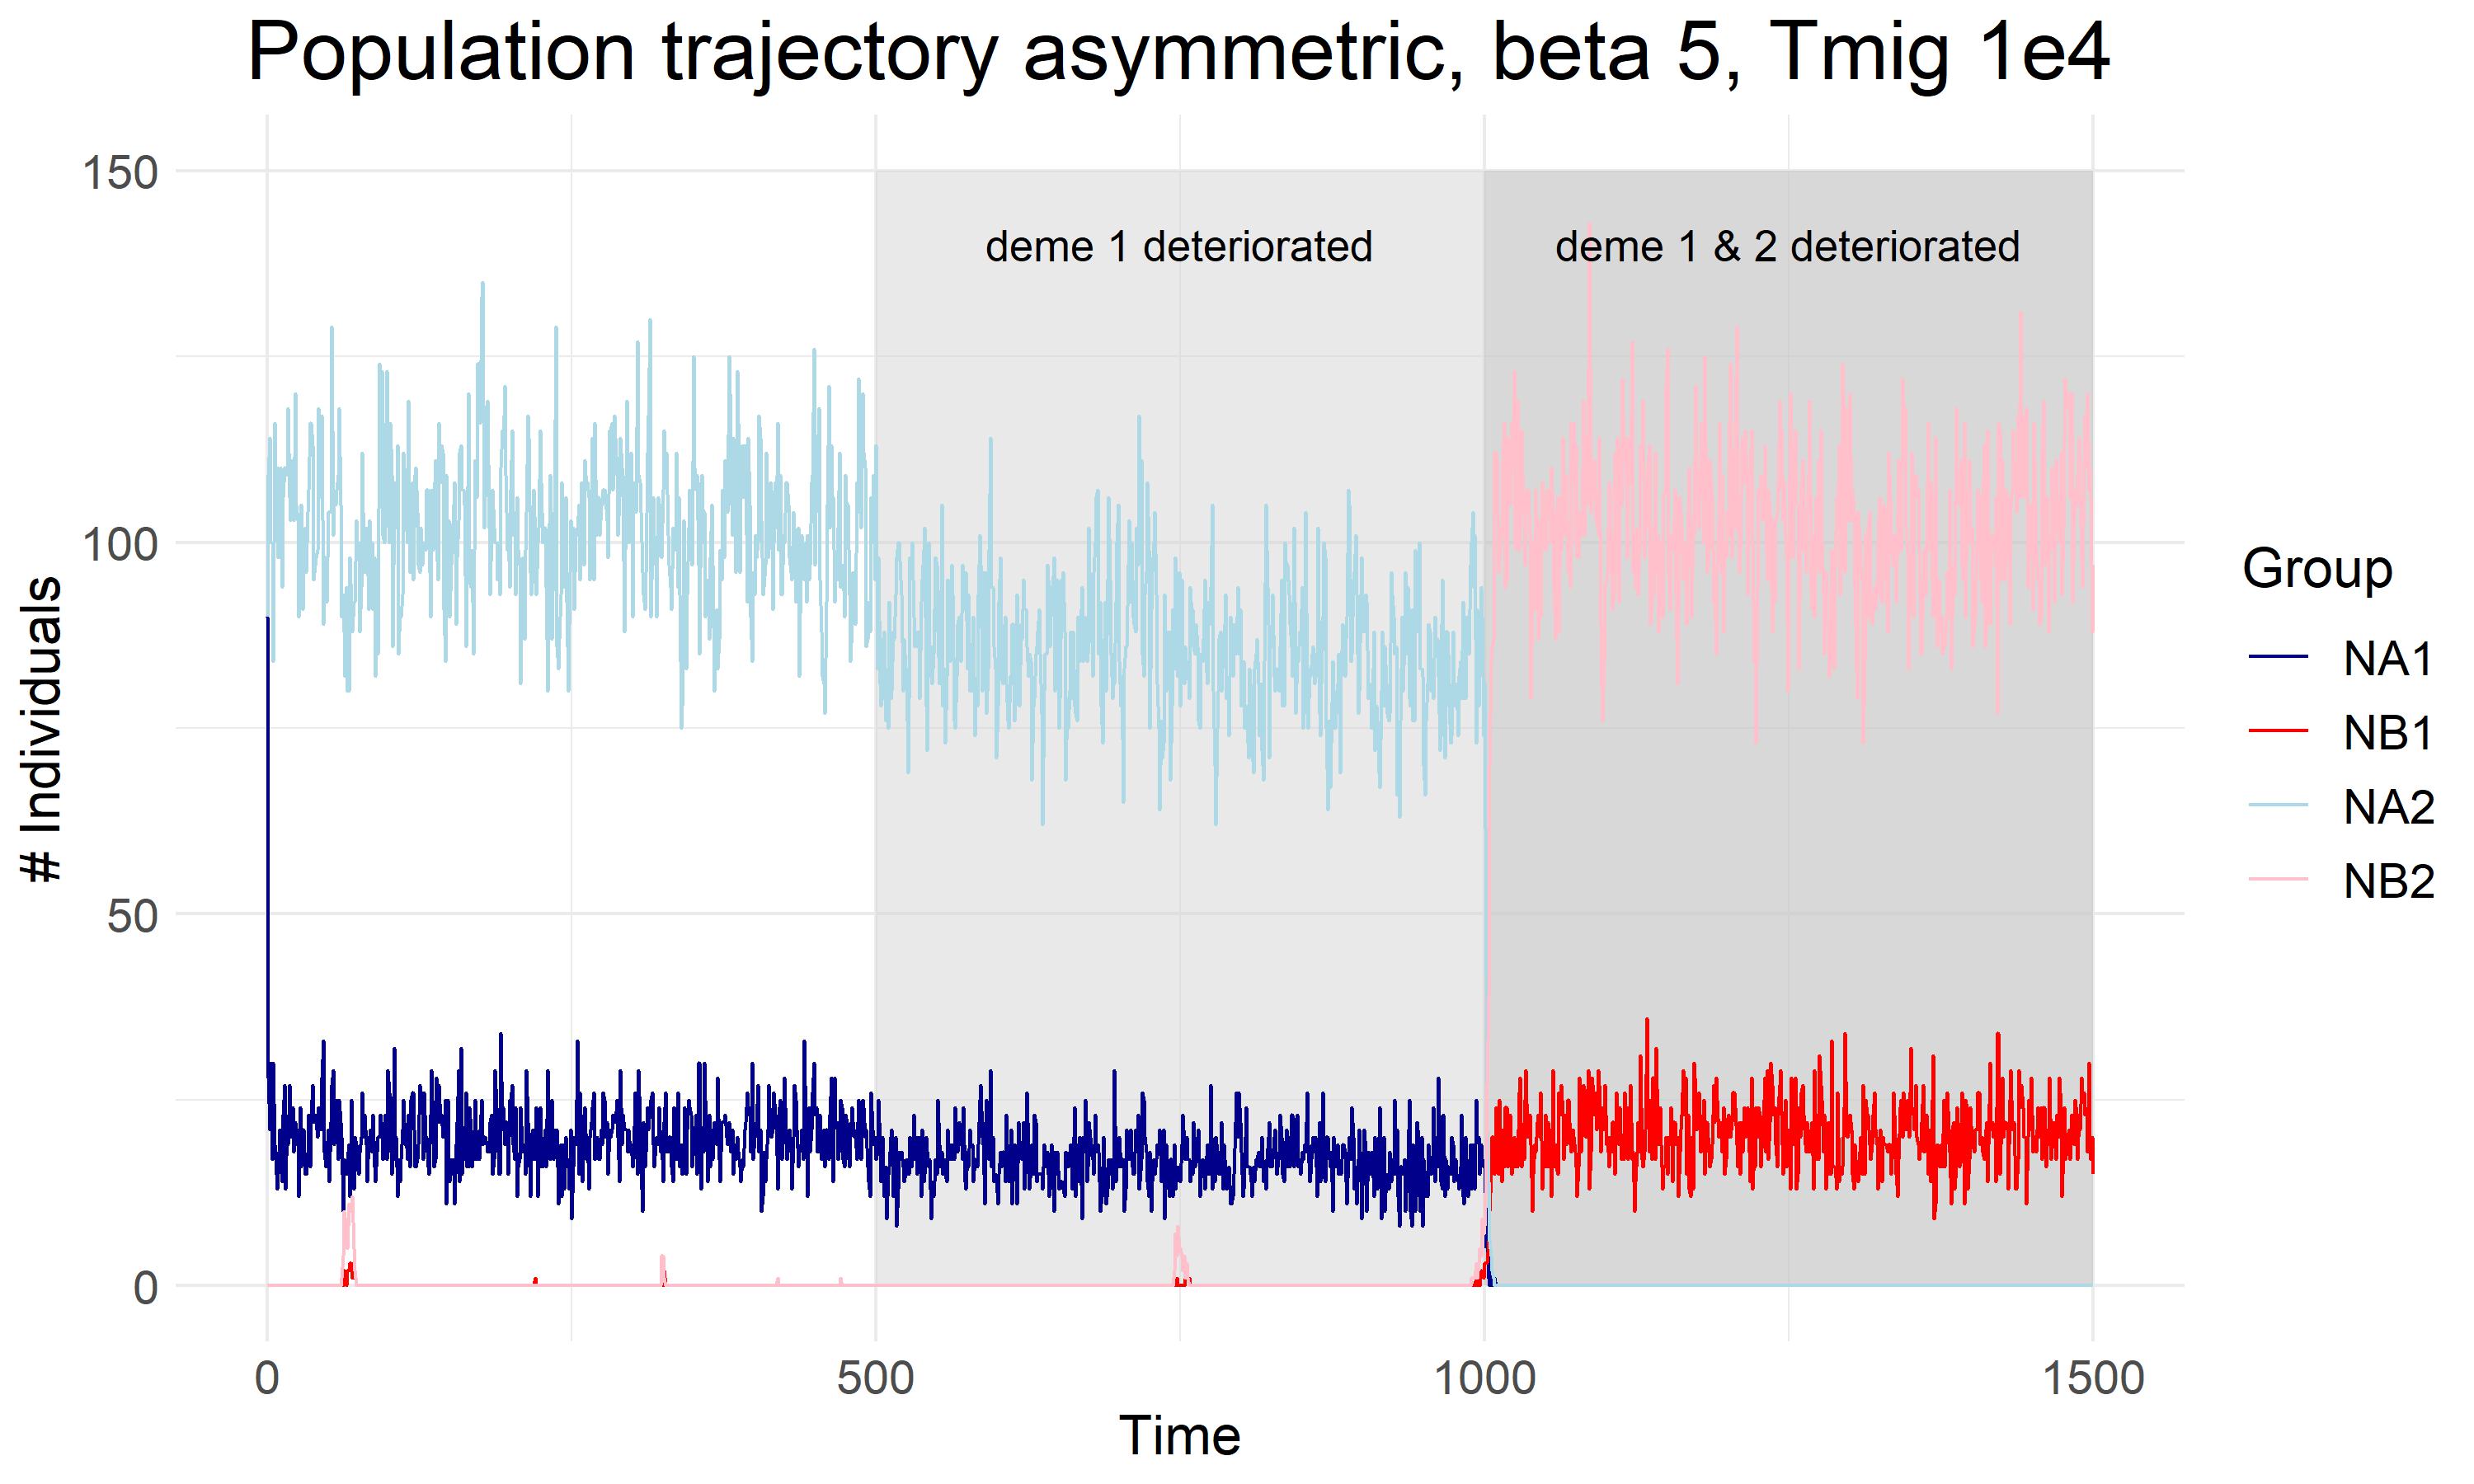 Population trajectory asymmetric, beta 5, Tmig 1e4
150
100
50
0
# Individuals
deme 1 deteriorated
deme 1 & 2 deteriorated
0
500
1000
1500
Time
Group
NA1
NB1
NA2
NB2